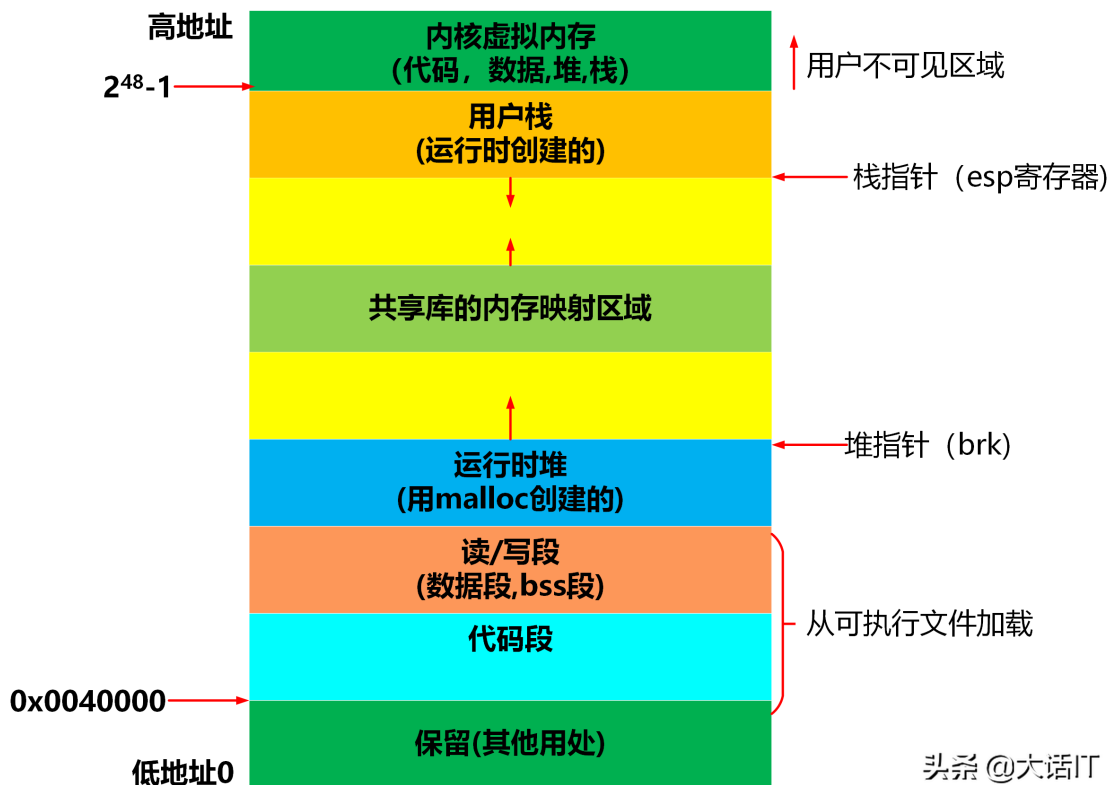 高地址
内核虚拟内存
(代码，数据,堆,栈)
用户不可见区域
2⁴⁸-1
用户栈
(运行时创建的)
栈指针（esp寄存器)
共享库的内存映射区域
堆指针（brk)
运行时堆
(用malloc创建的)
读/写段
(数据段,bss段)
从可执行文件加载
代码段
0x0040000
保留(其他用处)
低地址0
头条 @大话IT